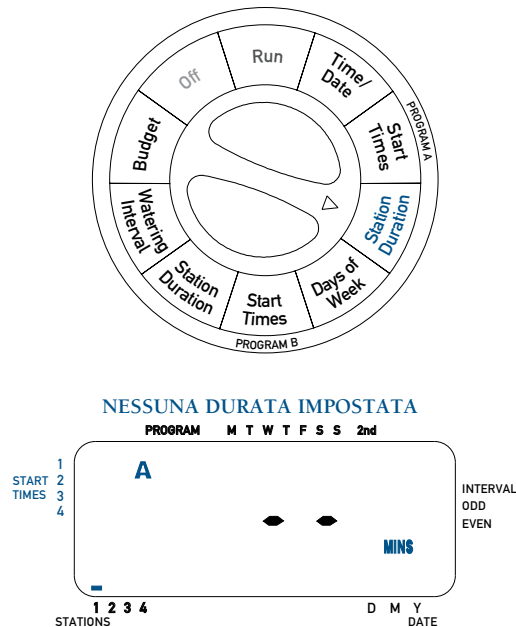 Run
Time/
Date
Start
Times
PROGRAM A
Station
Duration
Days of
Week
Start
Times
PROGRAM B
Station
Duration
Watering
Interval
Budget
Off
NESSUNA DURATA IMPOSTATA
PROGRAM M T W T F S S 2nd
START
TIMES
1
2
3
4
A
MINS
INTERVAL
ODD
EVEN
1 2 3 4
STATIONS
D M Y
DATE